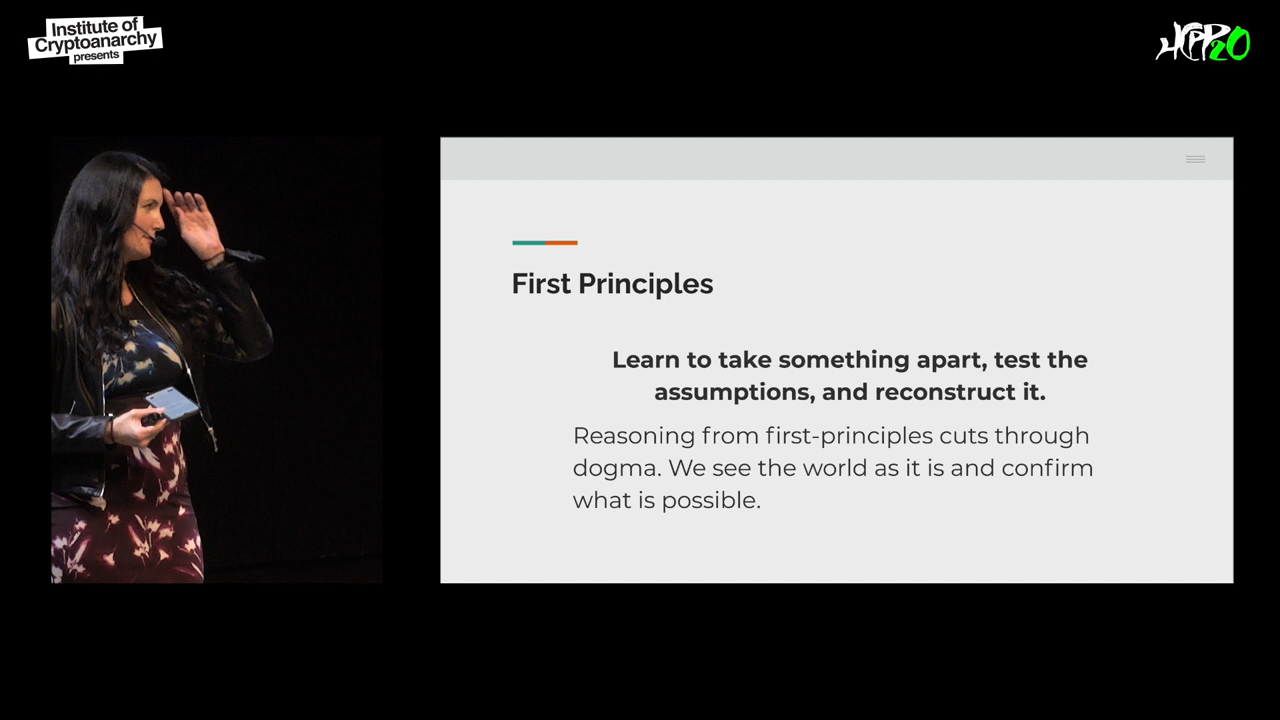 Institute of
Cryptoanarchy
presents
HCPP20
First Principles
Learn to take something apart, test the
assumptions, and reconstruct it.
Reasoning from first-principles cuts through
dogma. We see the world as it is and confirm
what is possible.